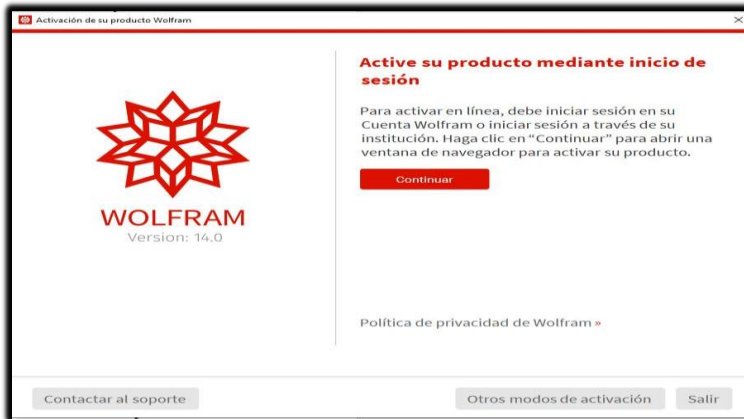 Activación de su producto Wolfram
Active su producto mediante inicio de
sesión
Para activar en línea, debe iniciar sesión en su
Cuenta Wolfram o iniciar sesión a través de su
institución. Haga clic en “Continuar” para abrir una
ventana de navegador para activar su producto.
Continuar
WOLFRAM
Version: 14.0
Política de privacidad de Wolfram »
Contactar al soporte
Otros modos de activación
Salir